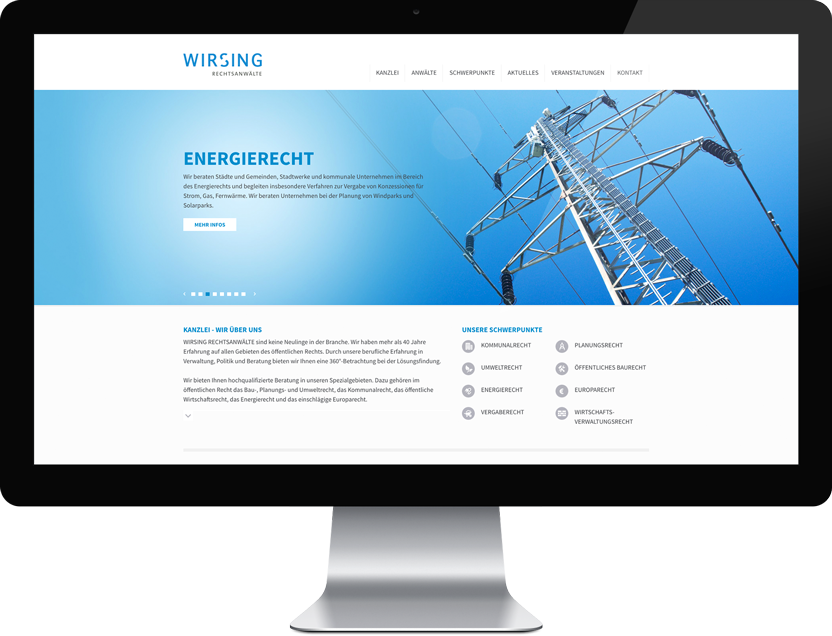 WIRSING
RECHTSANWÄLTE
KANZLEI
ANWÄLTE
SCHWERPUNKTE
AKTUELLES
VERANSTALTUNGEN
KONTAKT
ENERGIERECHT
Wir beraten Städte und Gemeinden, Stadtwerke und kommunale Unternehmen im Bereich
des Energierechts und begleiten insbesondere Verfahren zur Vergabe von Konzessionen für
Strom, Gas, Fernwärme. Wir beraten Unternehmen bei der Planung von Windparks und
Solarparks.
MEHR INFOS
KANZLEI - WIR ÜBER UNS
WIRSING RECHTSANWÄLTE sind keine Neulinge in der Branche. Wir haben mehr als 40 Jahre
Erfahrung auf allen Gebieten des öffentlichen Rechts. Durch unsere berufliche Erfahrung in
Verwaltung, Politik und Beratung bieten wir Ihnen eine 360°-Betrachtung bei der Lösungsfindung.
Wir bieten Ihnen hochqualifizierte Beratung in unseren Spezialgebieten. Dazu gehören im
öffentlichen Recht das Bau-, Planungs- und Umweltrecht, das Kommunalrecht, das öffentliche
Wirtschaftsrecht, das Energierecht und das einschlägige Europarecht.
UNSERE SCHWERPUNKTE
KOMMUNALRECHT
UMWELTRECHT
ENERGIERECHT
VERGABERECHT
PLANUNGSRECHT
ÖFFENTLICHES BAURECHT
EUROPARECHT
WIRTSCHAFTS-
VERWALTUNGSRECHT